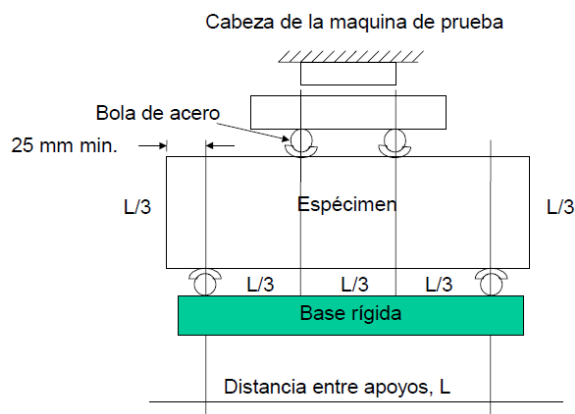 Cabeza de la maquina de prueba
Bola de acero
25 mm min.
L/3
Espécimen
L/3
L/3
L/3
L/3
Base rígida
Distancia entre apoyos, L